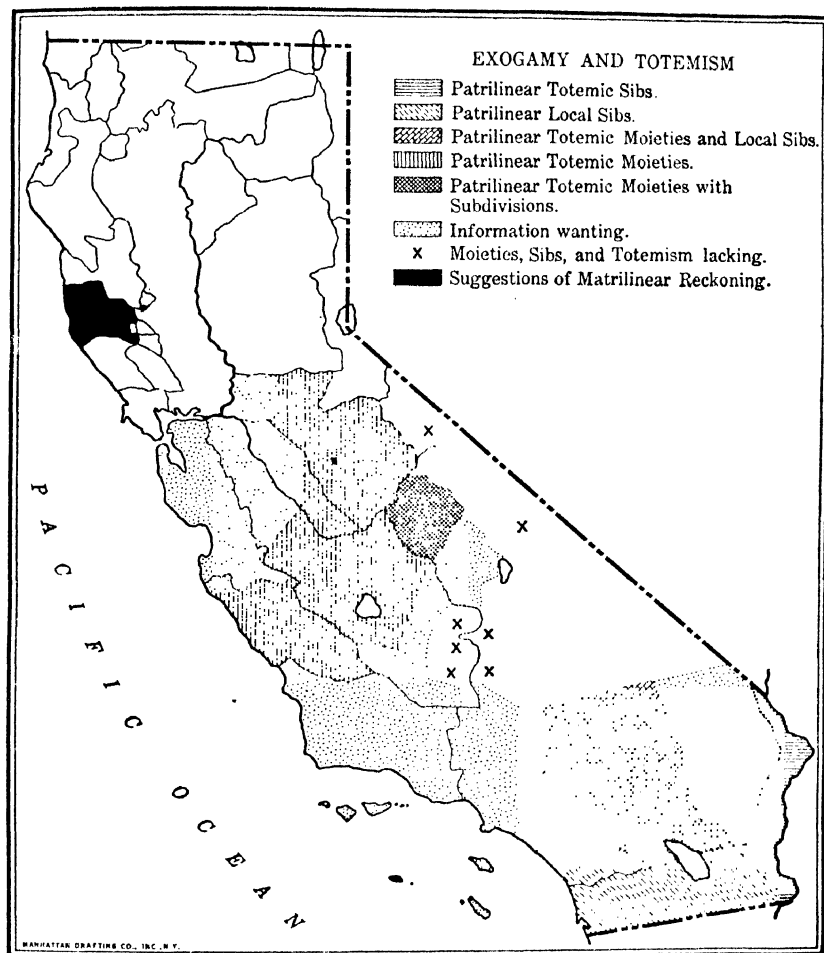 EXOGAMY AND TOTEMISM
Patrilinear Totemic Sibs.
Patrilinear Local Sibs.
Patrilinear Totemic Moieties and Local Sibs.
Patrilinear Totemic Moieties.
Patrilinear Totemic Moieties with
Subdivisions.
Information wanting.
x Moieties, Sibs, and Totemism lacking.
Suggestions of Matrilinear Reckoning.
x
x
x
x
x
x
x
PACIFIC OCEAN
MANHATTAN DRAFTING CO., INC., N.Y.